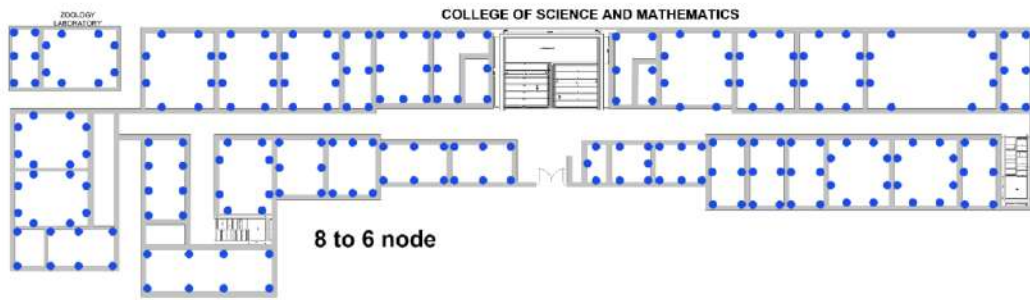 COLLEGE OF SCIENCE AND MATHEMATICS
ZOOLOGY
LABORATORY
8 to 6 node